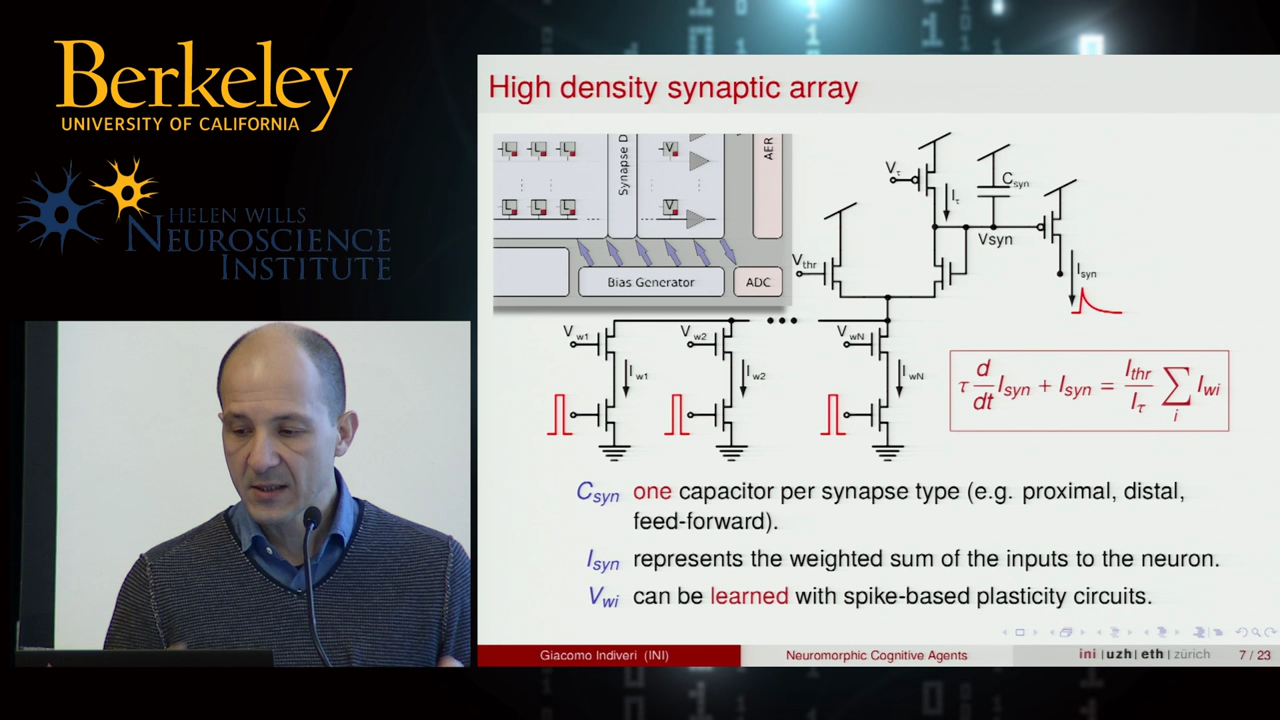 Berkeley
UNIVERSITY OF CALIFORNIA
HELEN WILLS
NEUROSCIENCE
INSTITUTE
High density synaptic array
L L L
V
Synapse D
AER
L L L
V
Bias Generator
ADC
Vτ
Iτ
Csyn
Vsyn
Isyn
Vthr
Vw1
Vw2
VwN
Iw1
Iw2
IwN
τ d/dt Isyn + Isyn = Ithr/Iτ ∑i Iwi
Csyn one capacitor per synapse type (e.g. proximal, distal,
feed-forward).
Isyn represents the weighted sum of the inputs to the neuron.
Vwi can be learned with spike-based plasticity circuits.
Giacomo Indiveri (INI)
Neuromorphic Cognitive Agents
ini | uzh | eth | zürich
7 / 23